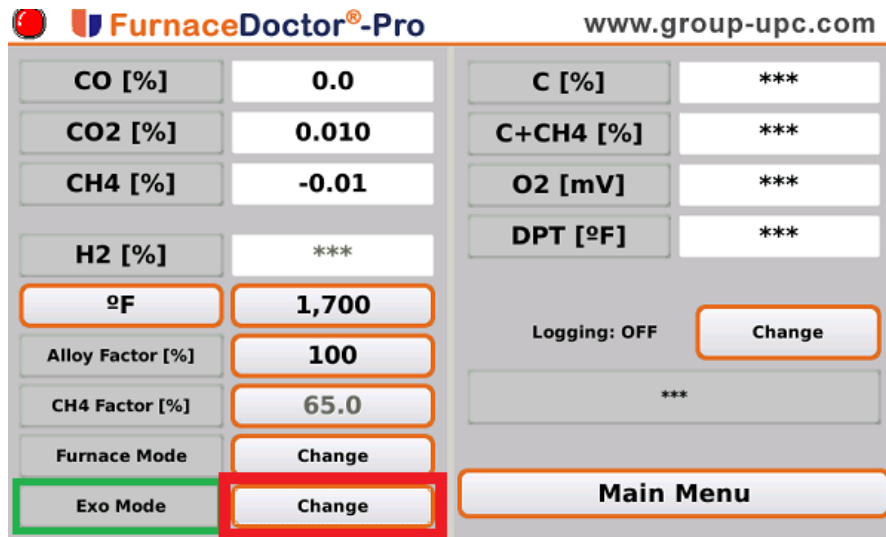 FurnaceDoctor®-Pro
www.group-upc.com
CO [%] 0.0
CO2 [%] 0.010
CH4 [%] -0.01
H2 [%] ***
ºF 1,700
Alloy Factor [%] 100
CH4 Factor [%] 65.0
Furnace Mode Change
Exo Mode Change
C [%] ***
C+CH4 [%] ***
O2 [mV] ***
DPT [ºF] ***
Logging: OFF Change
***
Main Menu